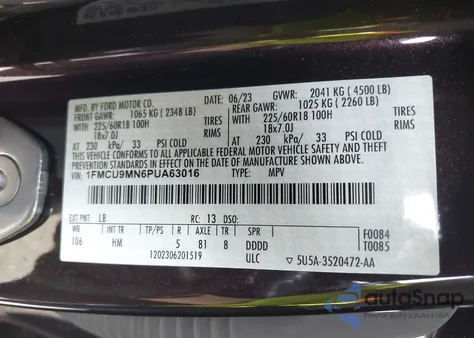 MFD. BY FORD MOTOR CO.
06/23 GVWR: 2041 KG (4500 LB)
FRONT GAWR: 1065 KG (2348 LB) REAR GAWR: 1025 KG (2260 LB)
WITH WITH
225/60R18 100H TIRES 225/60R18 100H TIRES
18x7.0J RIMS 18x7.0J RIMS
AT 230 kPa/ 33 PSI COLD AT 230 kPa/ 33 PSI COLD
THIS VEHICLE CONFORMS TO ALL APPLICABLE FEDERAL MOTOR VEHICLE SAFETY, BUMPER, AND THEFT PREVENTION STANDARDS IN EFFECT ON THE DATE OF MANUFACTURE SHOWN ABOVE.
VIN: 1FMCU9MN6PUA63016 TYPE: MPV
EXT PNT: LB RC: 13 DSO:
WB INT TR TP/PS R AXLE TR SPR F0084
106 HM 5 81 8 DDDD T0085
1202306201519 ULC 5U5A-3520472-AA
autoSnap